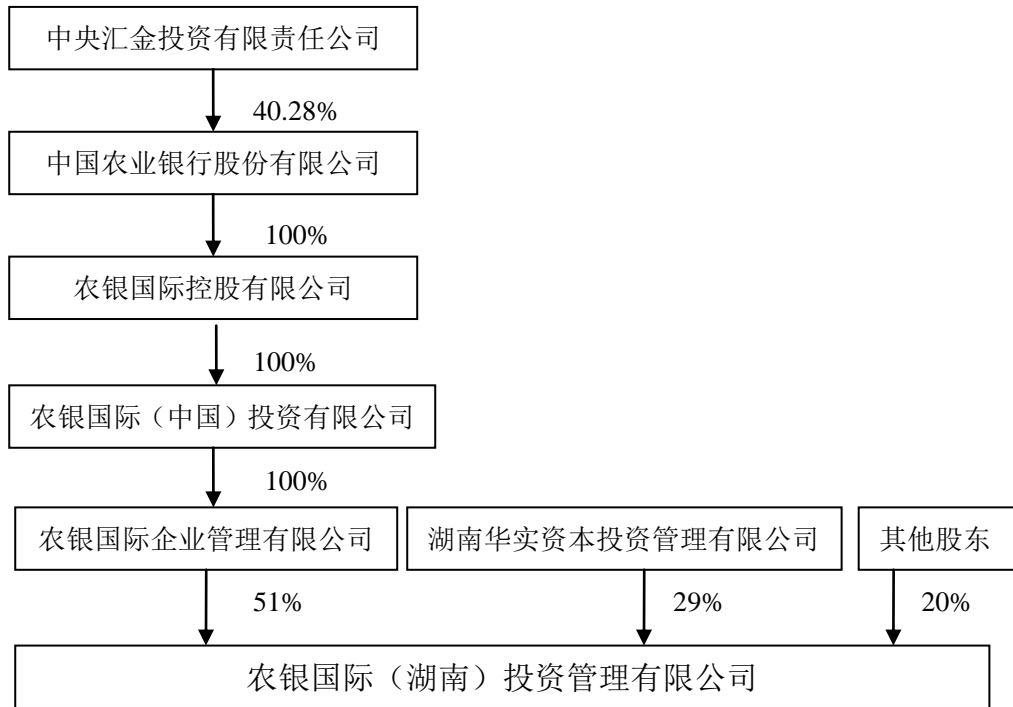 中央汇金投资有限责任公司
40.28%
中国农业银行股份有限公司
100%
农银国际控股有限公司
100%
农银国际（中国）投资有限公司
100%
农银国际企业管理有限公司
湖南华实资本投资管理有限公司
其他股东
51%
29%
20%
农银国际（湖南）投资管理有限公司